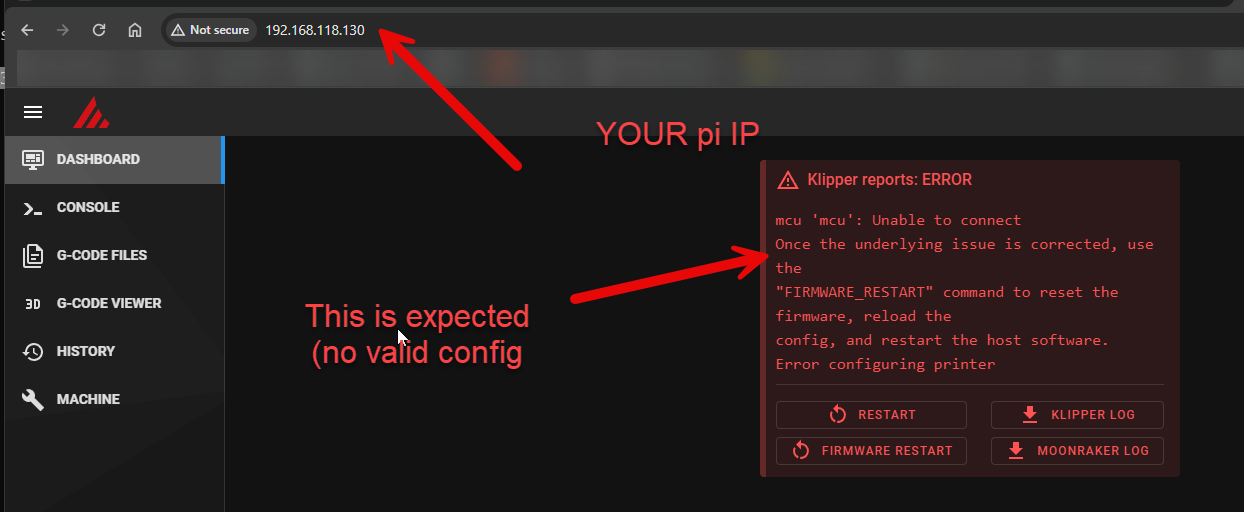 Not secure 192.168.118.130
YOUR pi IP
DASHBOARD
CONSOLE
G-CODE FILES
3D G-CODE VIEWER
HISTORY
MACHINE
This is expected
(no valid config
Klipper reports: ERROR
mcu 'mcu': Unable to connect
Once the underlying issue is corrected, use
the
"FIRMWARE_RESTART" command to reset the
firmware, reload the
config, and restart the host software.
Error configuring printer
RESTART KLIPPER LOG
FIRMWARE RESTART MOONRAKER LOG